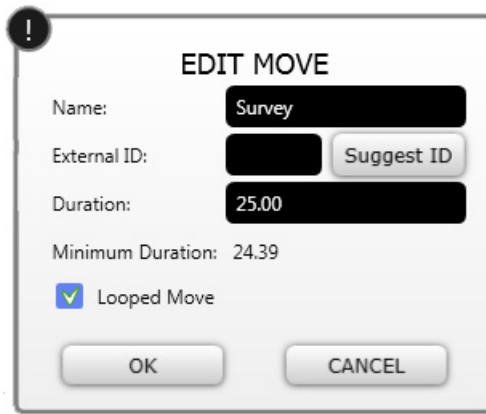 !
EDIT MOVE
Name: Survey
External ID: Suggest ID
Duration: 25.00
Minimum Duration: 24.39
Looped Move
OK CANCEL